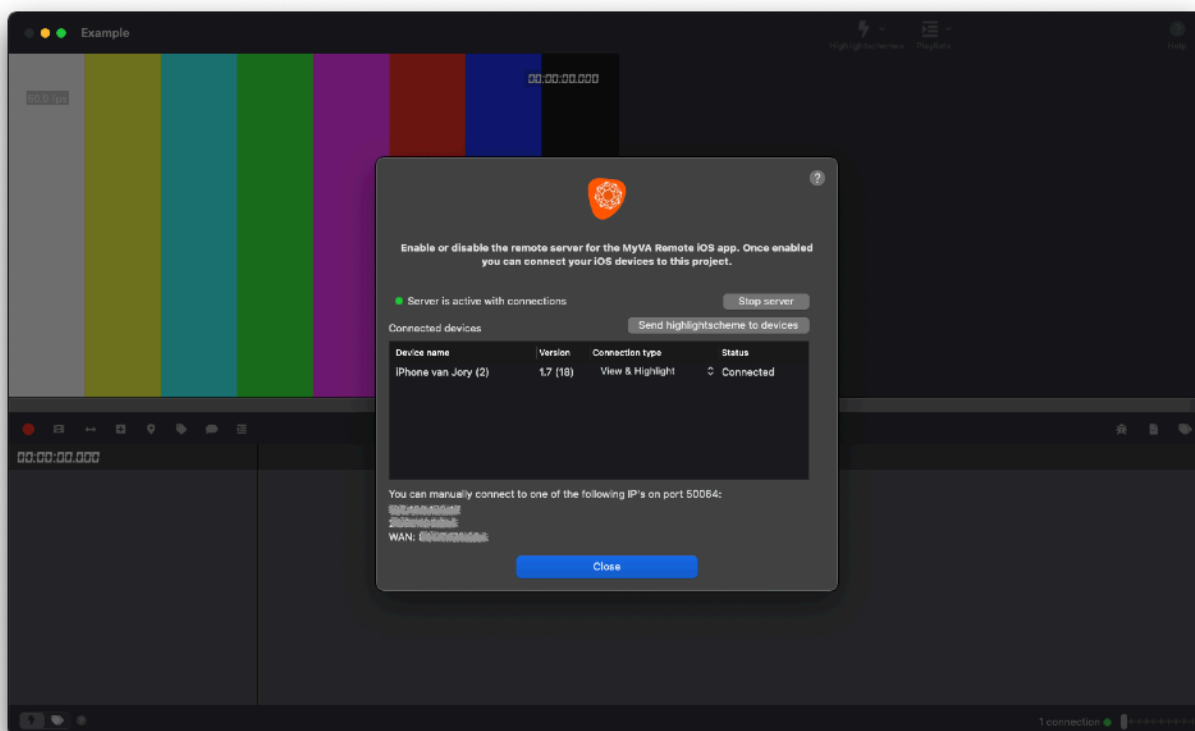 Example
Highlightschemes
Playlists
Help
60.0 fps
00:00:00.000
?
Enable or disable the remote server for the MyVA Remote iOS app. Once enabled
you can connect your iOS devices to this project.
Server is active with connections
Stop server
Connected devices
Send highlightscheme to devices
Device name Version Connection type Status
iPhone van Jory (2) 1.7 (18) View & Highlight Connected
00:00:00.000
You can manually connect to one of the following IP's on port 50064:
WAN:
Close
1 connection